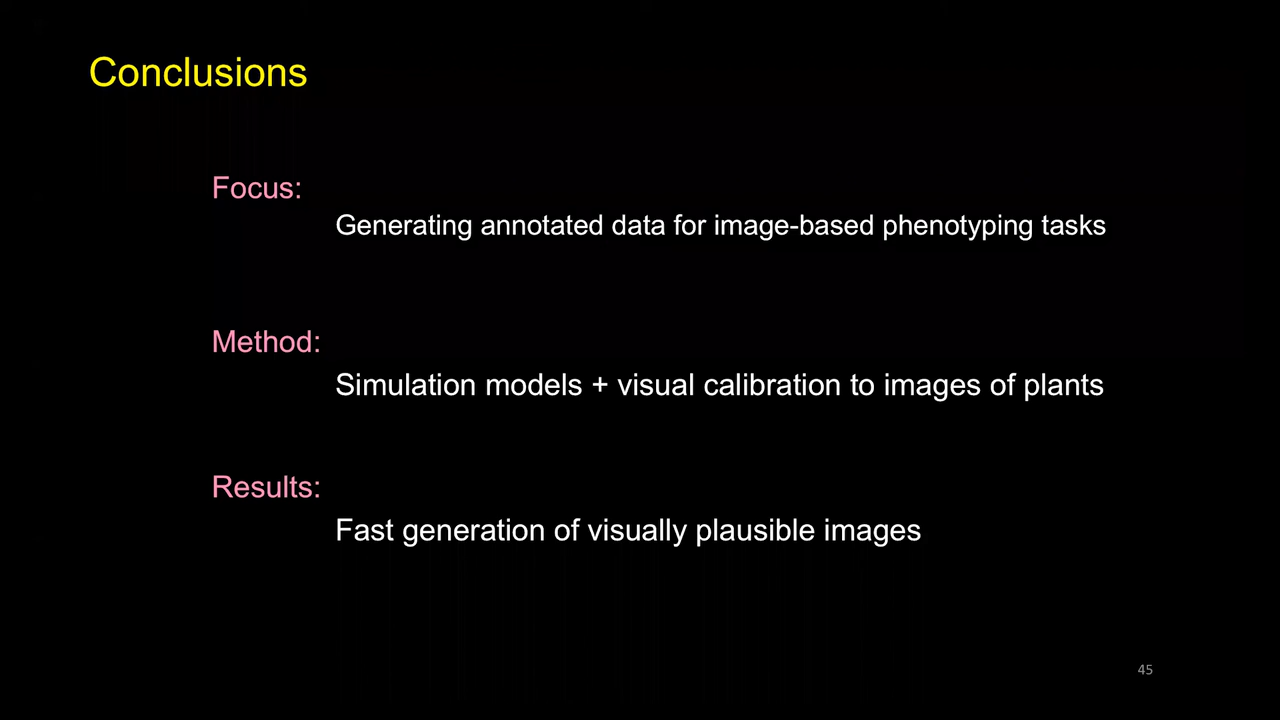 Conclusions
Focus:
Generating annotated data for image-based phenotyping tasks
Method:
Simulation models + visual calibration to images of plants
Results:
Fast generation of visually plausible images
45